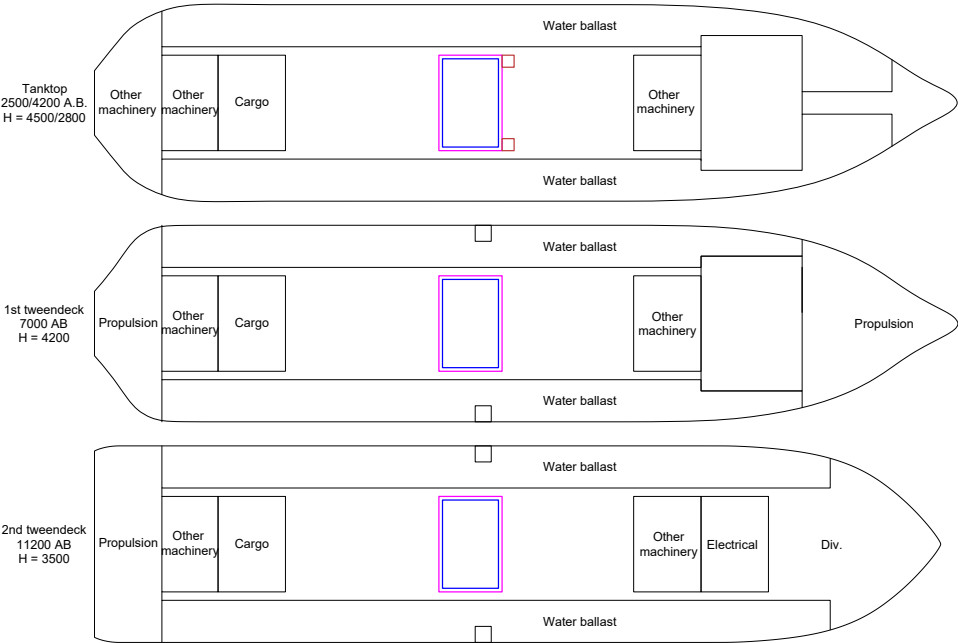 Water ballast
Tanktop
2500/4200 A.B.
H = 4500/2800
Other
machinery
Other
machinery
Cargo
Other
machinery
Water ballast
Water ballast
1st tweendeck
7000 AB
H = 4200
Propulsion
Other
machinery
Cargo
Other
machinery
Propulsion
Water ballast
Water ballast
2nd tweendeck
11200 AB
H = 3500
Propulsion
Other
machinery
Cargo
Other
machinery
Electrical
Div.
Water ballast